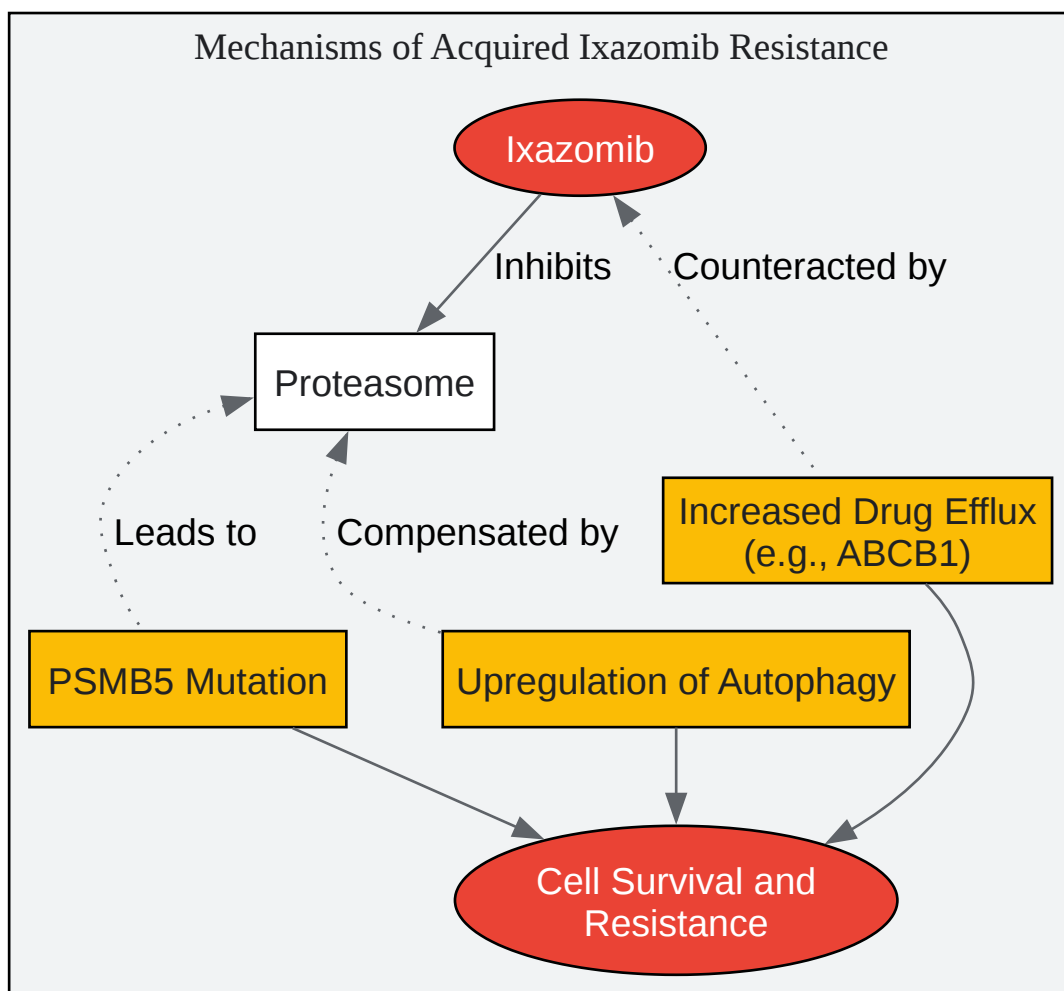 Mechanisms of Acquired Ixazomib Resistance
Ixazomib
Inhibits
Counteracted by
Proteasome
Increased Drug Efflux
(e.g., ABCB1)
Leads to
Compensated by
PSMB5 Mutation
Upregulation of Autophagy
Cell Survival and
Resistance